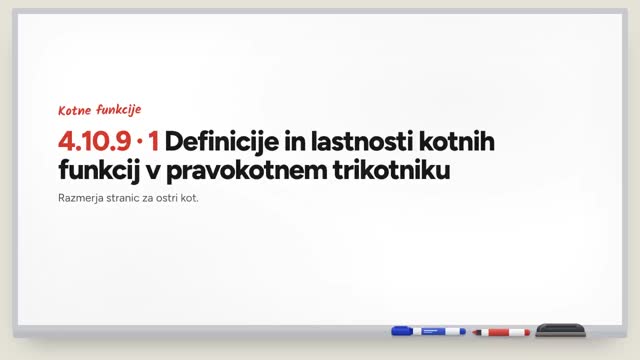 Kotne funkcije
4.10.9 · 1 Definicije in lastnosti kotnih
funkcij v pravokotnem trikotniku
Razmerja stranic za ostri kot.